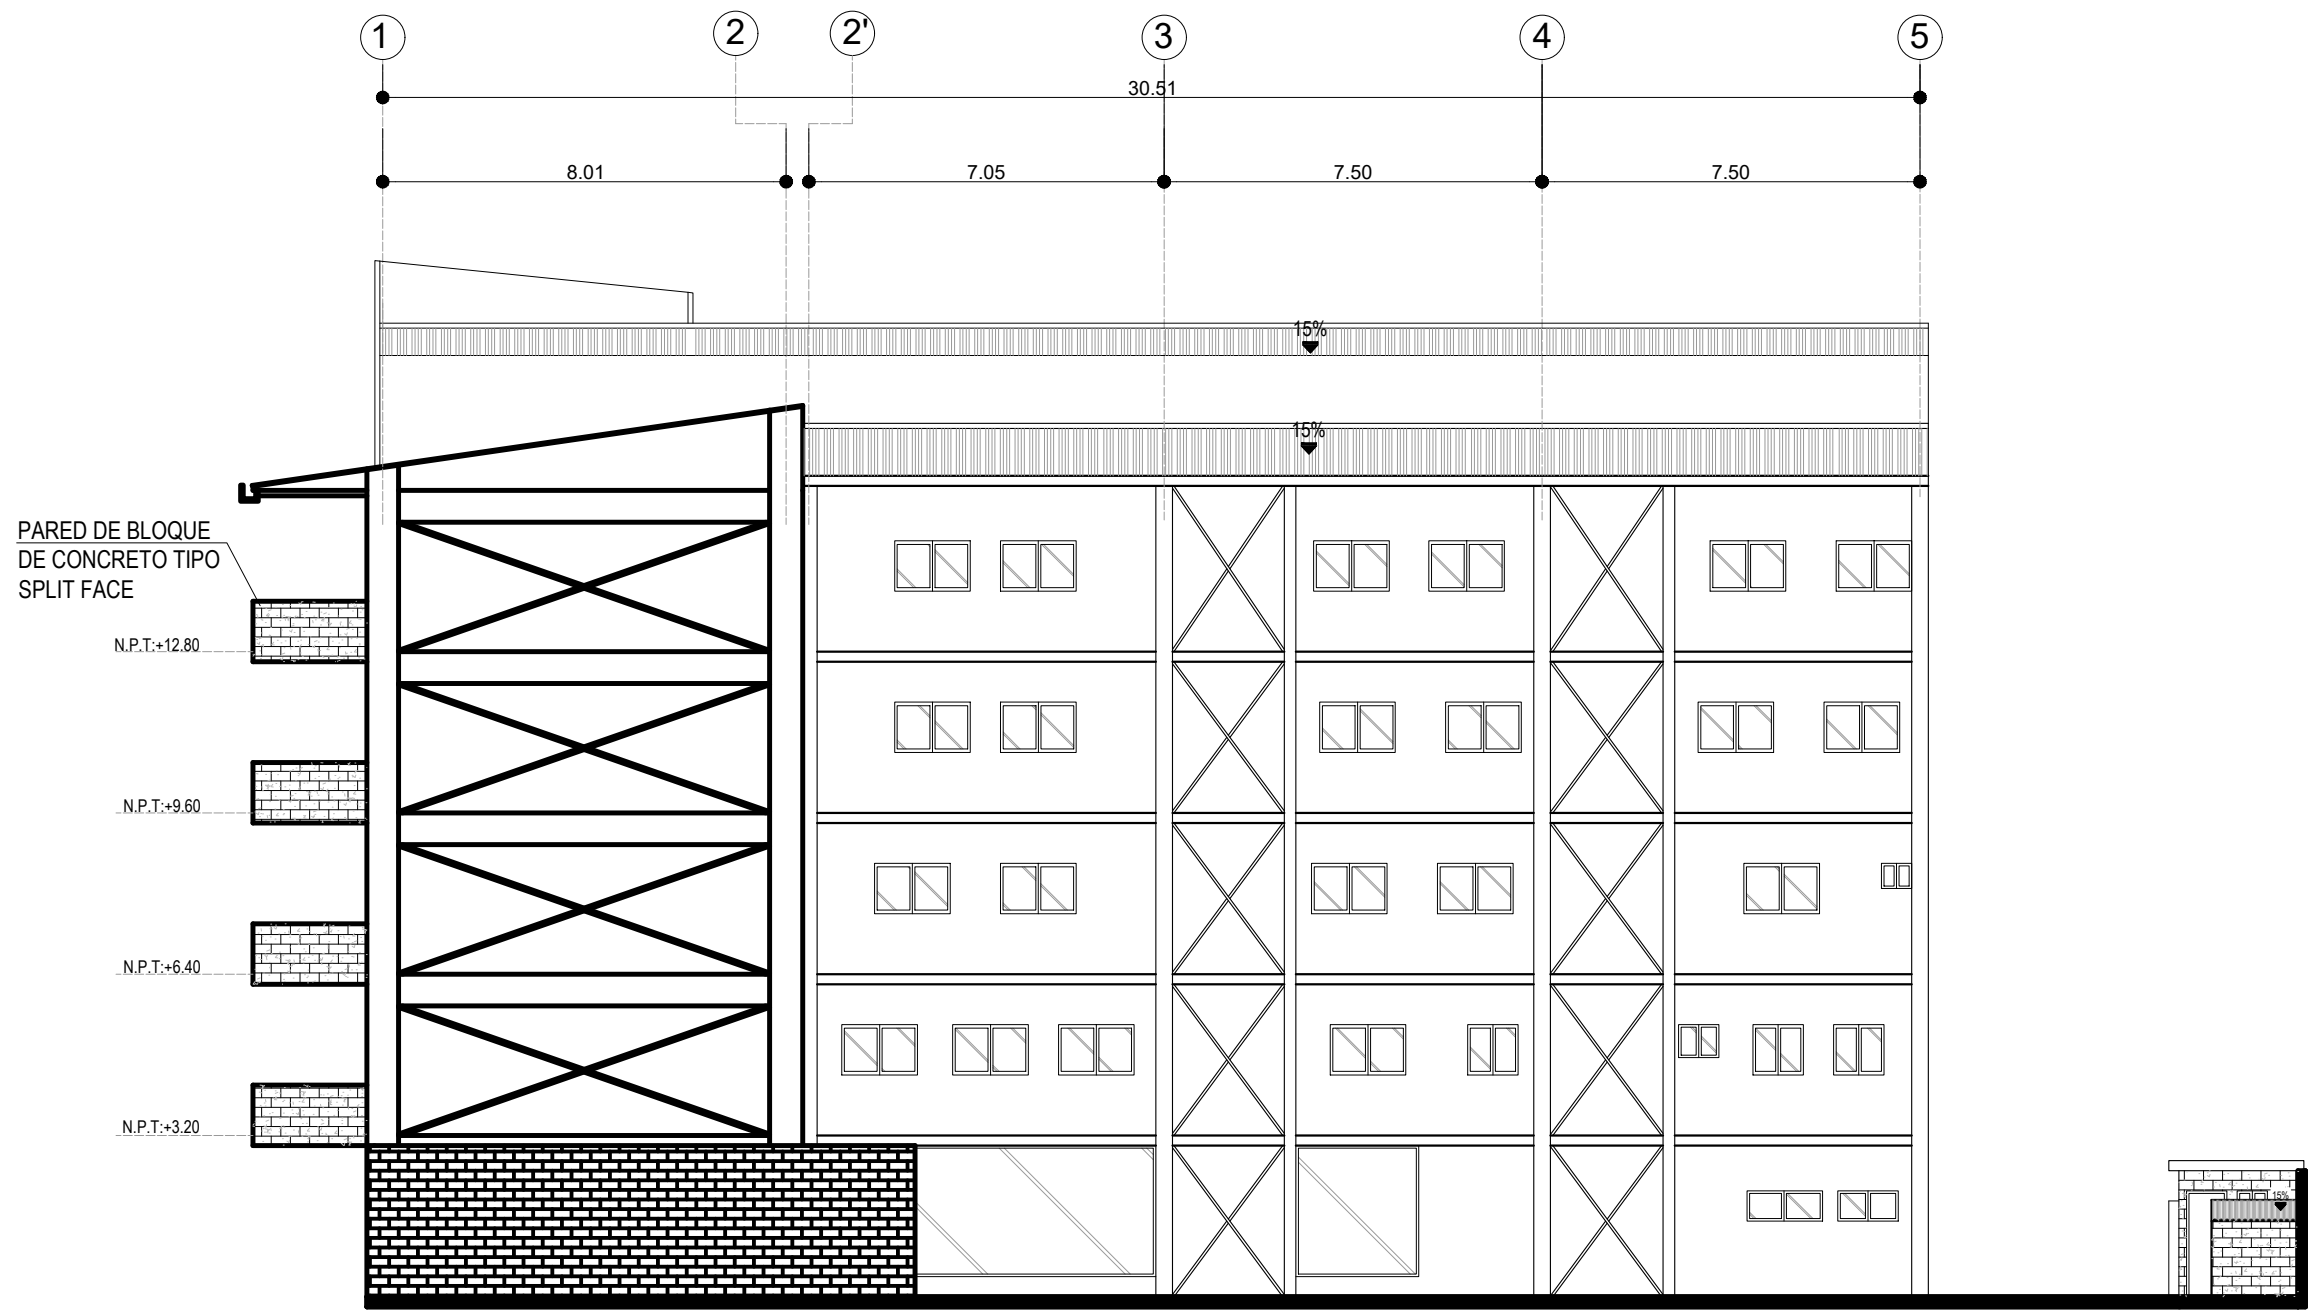 1
2
2'
3
4
5
30.51
8.01
7.05
7.50
7.50
15%
15%
PARED DE BLOQUE
DE CONCRETO TIPO
SPLIT FACE
N.P.T:+12.80
N.P.T:+9.60
N.P.T:+6.40
N.P.T:+3.20
15%